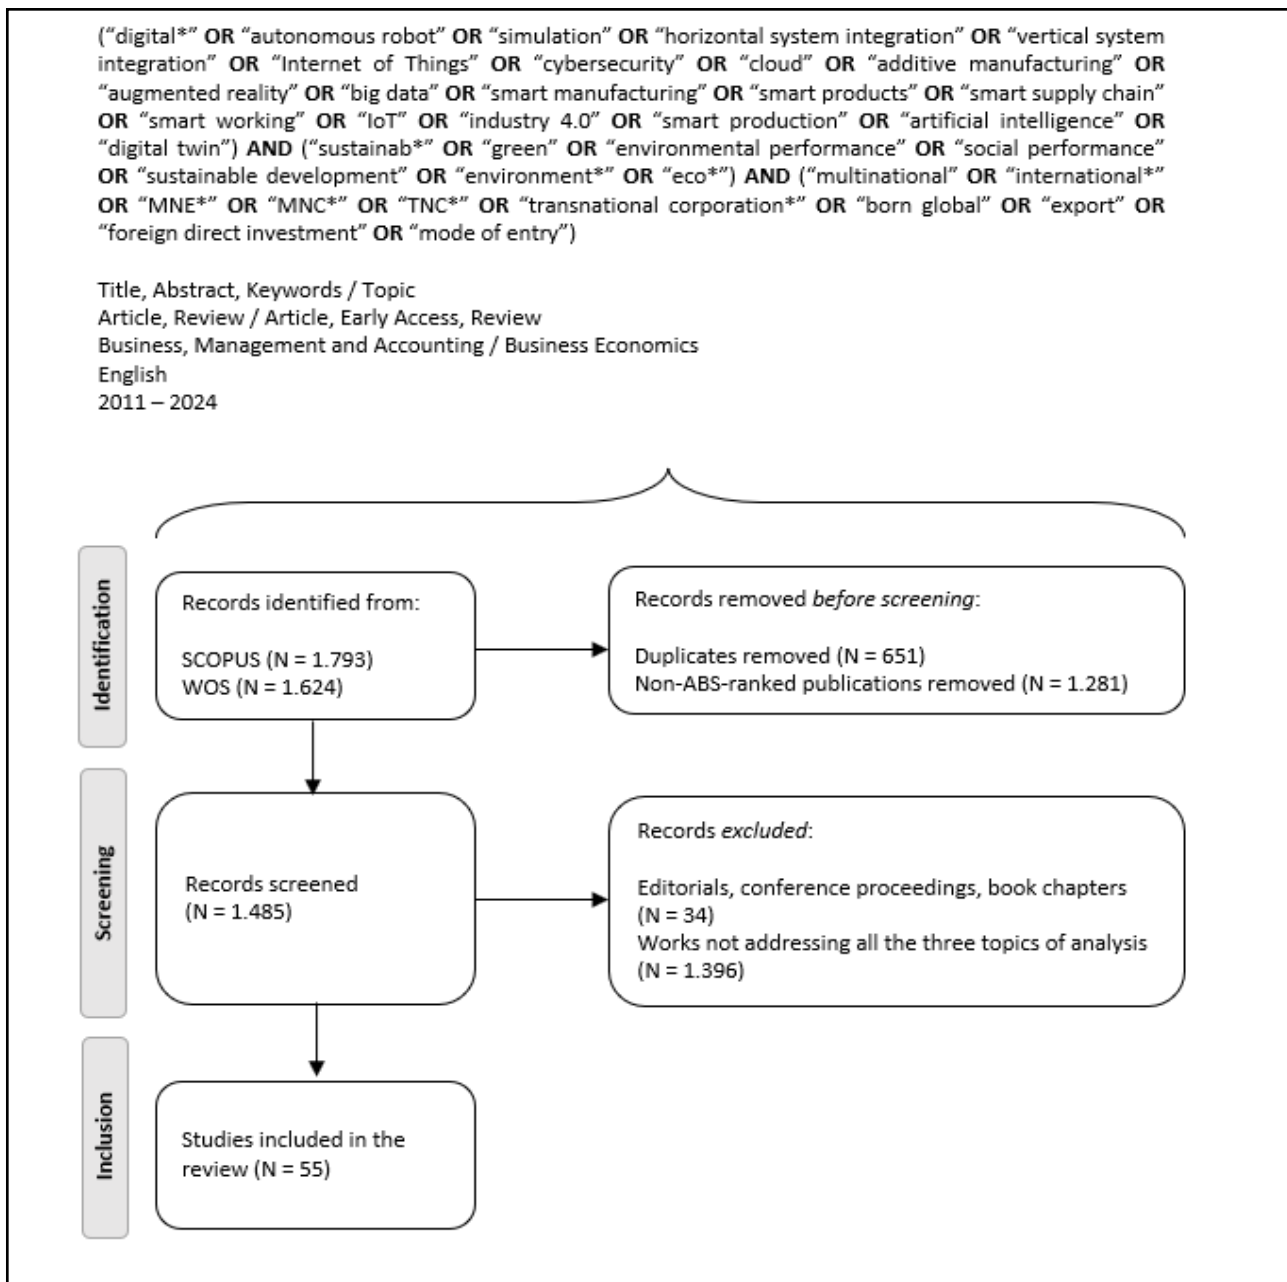 (“digital*” OR “autonomous robot” OR “simulation” OR “horizontal system integration” OR “vertical system
integration” OR “Internet of Things” OR “cybersecurity” OR “cloud” OR “additive manufacturing” OR
“augmented reality” OR “big data” OR “smart manufacturing” OR “smart products” OR “smart supply chain”
OR “smart working” OR “IoT” OR “industry 4.0” OR “smart production” OR “artificial intelligence” OR
“digital twin”) AND (“sustainab*” OR “green” OR “environmental performance” OR “social performance”
OR “sustainable development” OR “environment*” OR “eco*”) AND (“multinational” OR “international*”
OR “MNE*” OR “MNC*” OR “TNC*” OR “transnational corporation*” OR “born global” OR “export” OR
“foreign direct investment” OR “mode of entry”)
Title, Abstract, Keywords / Topic
Article, Review / Article, Early Access, Review
Business, Management and Accounting / Business Economics
English
2011 – 2024
Identification
Records identified from:
SCOPUS (N = 1.793)
WOS (N = 1.624)
Records removed before screening:
Duplicates removed (N = 651)
Non-ABS-ranked publications removed (N = 1.281)
Screening
Records screened
(N = 1.485)
Records excluded:
Editorials, conference proceedings, book chapters
(N = 34)
Works not addressing all the three topics of analysis
(N = 1.396)
Inclusion
Studies included in the
review (N = 55)